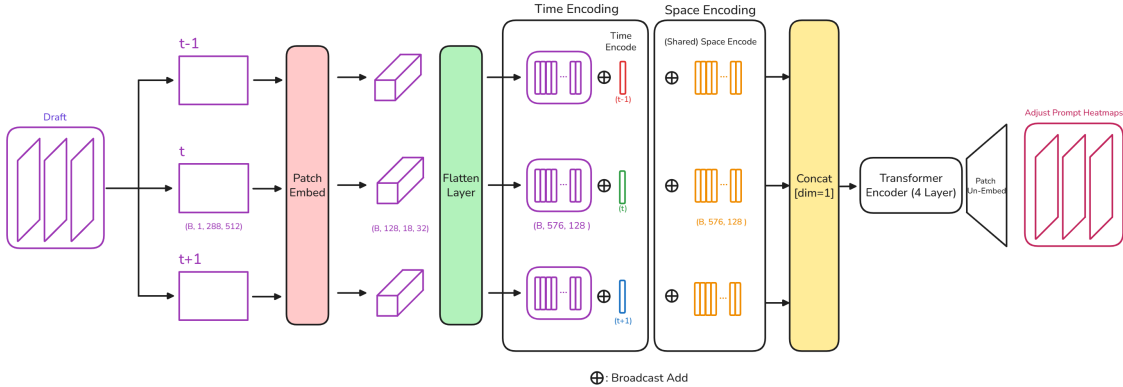 Time Encoding
Space Encoding
t-1
Time
Encode
(Shared) Space Encode
...
...
(t-1)
Draft
Adjust Prompt Heatmaps
t
Patch
Embed
Flatten
Layer
...
...
Concat
[dim=1]
Transformer
Encoder (4 Layer)
Patch
Un-Embed
(t)
(B, 1, 288, 512)
(B, 128, 18, 32)
(B, 576, 128 )
(B, 576, 128 )
t+1
...
...
(t+1)
⊕: Broadcast Add